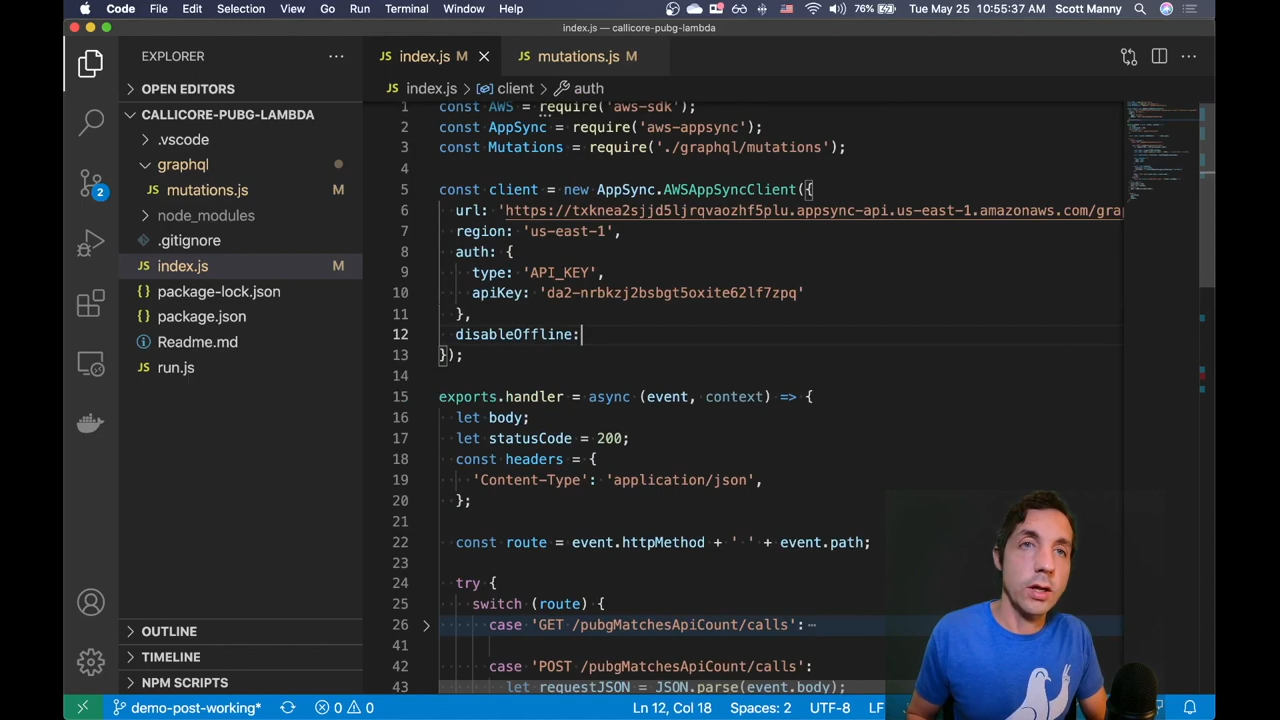 Code File Edit Selection View Go Run Terminal Window Help 76% Tue May 25 10:55:37 AM Scott Manny
index.js — callicore-pubg-lambda
EXPLORER
OPEN EDITORS
CALLICORE-PUBG-LAMBDA
.vscode
graphql
JS mutations.js M
node_modules
.gitignore
JS index.js M
{} package-lock.json
{} package.json
Readme.md
JS run.js
OUTLINE
TIMELINE
NPM SCRIPTS
2
JS index.js M JS mutations.js M
JS index.js > client > auth
1 const AWS = require('aws-sdk');
2 const AppSync = require('aws-appsync');
3 const Mutations = require('./graphql/mutations');
4
5 const client = new AppSync.AWSAppSyncClient({
6 url: 'https://txknea2sjjd5ljrqvaozhf5plu.appsync-api.us-east-1.amazonaws.com/gra
7 region: 'us-east-1',
8 auth: {
9 type: 'API_KEY',
10 apiKey: 'da2-nrbkzj2bsbgt5oxite62lf7zpq'
11 },
12 disableOffline:
13 });
14
15 exports.handler = async (event, context) => {
16 let body;
17 let statusCode = 200;
18 const headers = {
19 'Content-Type': 'application/json',
20 };
21
22 const route = event.httpMethod + ' ' + event.path;
23
24 try {
25 switch (route) {
26 case 'GET /pubgMatchesApiCount/calls':
41
42 case 'POST /pubgMatchesApiCount/calls':
43 let requestJSON = JSON.parse(event.body);
demo-post-working* 0 0 Ln 12, Col 18 Spaces: 2 UTF-8 LF